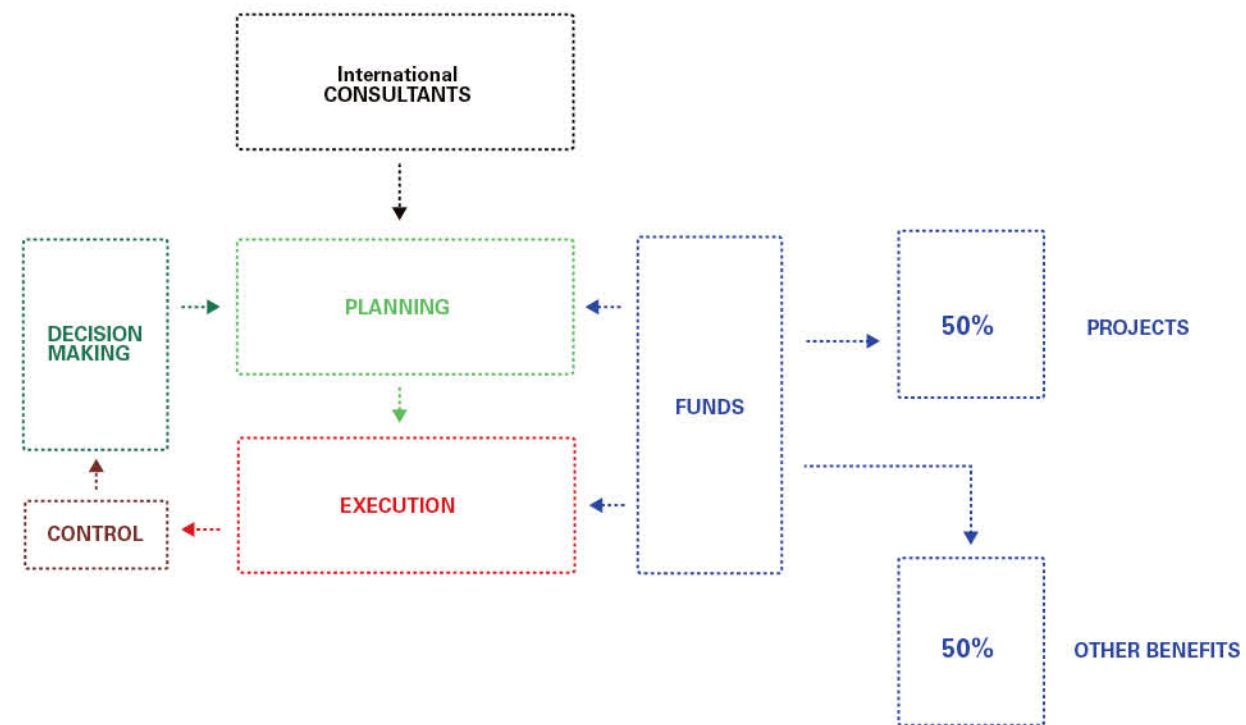 International
CONSULTANTS
DECISION
MAKING
PLANNING
FUNDS
50%
PROJECTS
EXECUTION
CONTROL
50%
OTHER BENEFITS